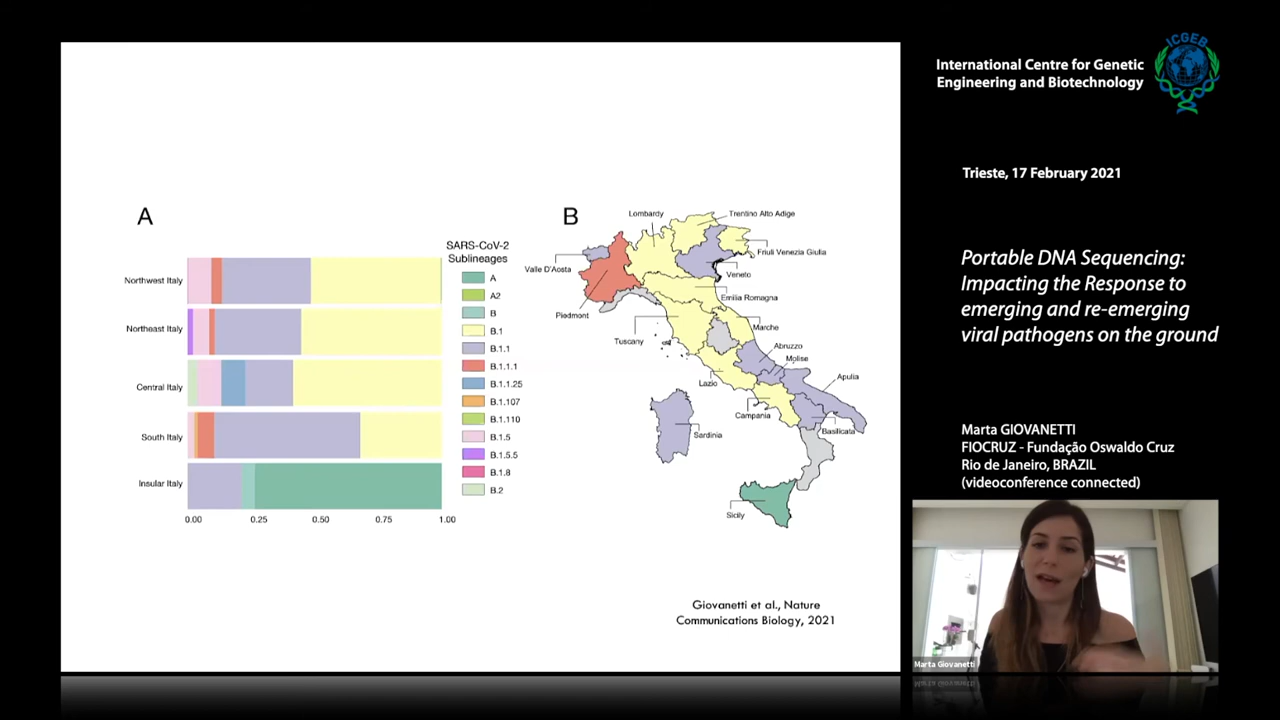 A
Northwest Italy
Northeast Italy
Central Italy
South Italy
Insular Italy
0.00 0.25 0.50 0.75 1.00
SARS-CoV-2
Sublineages
A
A2
B
B.1
B.1.1
B.1.1.1
B.1.1.25
B.1.107
B.1.110
B.1.5
B.1.5.5
B.1.8
B.2
B
Lombardy
Trentino Alto Adige
Friuli Venezia Giulia
Valle D'Aosta
Veneto
Emilia Romagna
Piedmont
Marche
Tuscany
Abruzzo
Molise
Apulia
Lazio
Campania
Basilicata
Sardinia
Sicily
Giovanetti et al., Nature
Communications Biology, 2021
International Centre for Genetic
Engineering and Biotechnology
ICGEB
Trieste, 17 February 2021
Portable DNA Sequencing:
Impacting the Response to
emerging and re-emerging
viral pathogens on the ground
Marta GIOVANETTI
FIOCRUZ - Fundação Oswaldo Cruz
Rio de Janeiro, BRAZIL
(videoconference connected)
Marta Giovanetti